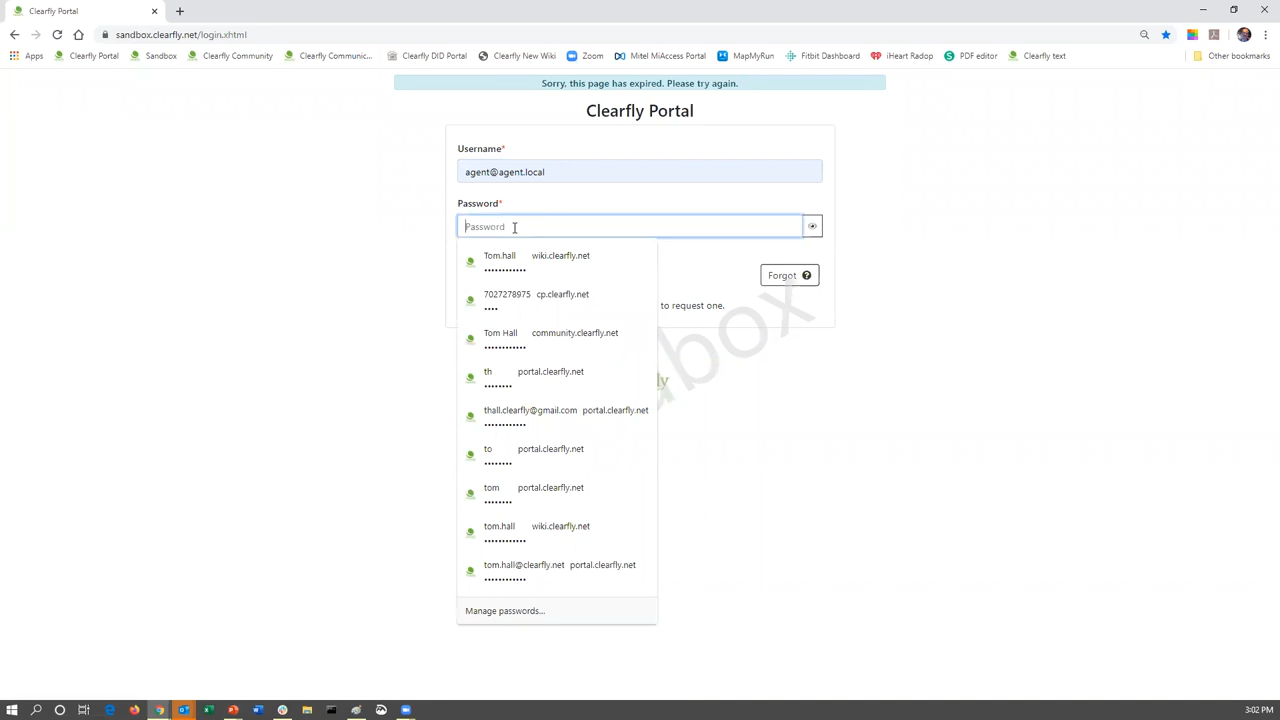 Clearfly Portal
sandbox.clearfly.net/login.xhtml
Apps Clearfly Portal Sandbox Clearfly Community Clearfly Communic... Clearfly DID Portal Clearfly New Wiki Zoom Mitel MiAccess Portal MapMyRun Fitbit Dashboard iHeart Radop PDF editor Clearfly text Other bookmarks
Sorry, this page has expired. Please try again.
Clearfly Portal
Username*
agent@agent.local
Password*
Password
Tom.hall wiki.clearfly.net
••••••••••••
Forgot
7027278975 cp.clearfly.net
••••
to request one.
Tom Hall community.clearfly.net
••••••••••••
box
th portal.clearfly.net
••••••••
ly
thall.clearfly@gmail.com portal.clearfly.net
••••••••••••
to portal.clearfly.net
••••••••
tom portal.clearfly.net
••••••••
tom.hall wiki.clearfly.net
••••••••••••
tom.hall@clearfly.net portal.clearfly.net
••••••••••••
Manage passwords...
3:02 PM